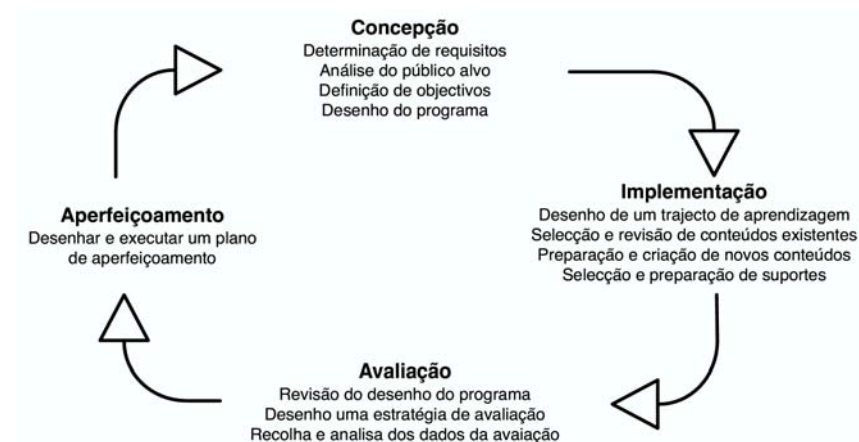 Concepção
Determinação de requisitos
Análise do público alvo
Definição de objectivos
Desenho do programa
Implementação
Desenho de um trajecto de aprendizagem
Selecção e revisão de conteúdos existentes
Preparação e criação de novos conteúdos
Selecção e preparação de suportes
Avaliação
Revisão do desenho do programa
Desenho uma estratégia de avaliação
Recolha e analisa dos dados da avaiação
Aperfeiçoamento
Desenhar e executar um plano
de aperfeiçoamento